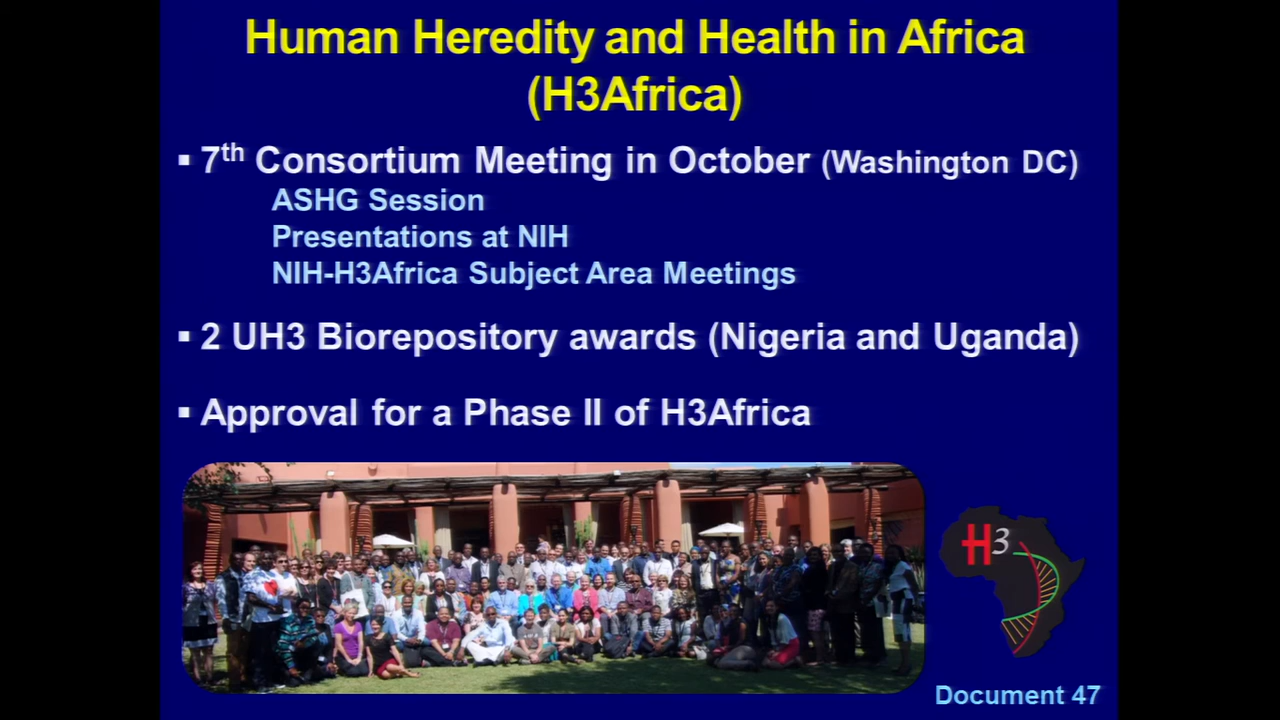 Human Heredity and Health in Africa
(H3Africa)
▪ 7th Consortium Meeting in October (Washington DC)
ASHG Session
Presentations at NIH
NIH-H3Africa Subject Area Meetings
▪ 2 UH3 Biorepository awards (Nigeria and Uganda)
▪ Approval for a Phase II of H3Africa
H3
Document 47